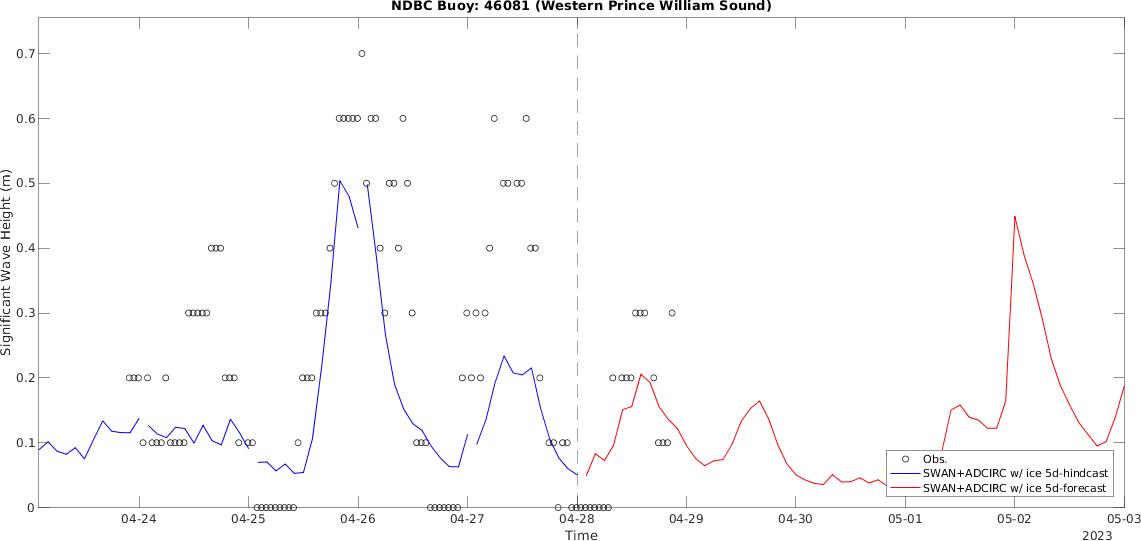 NDBC Buoy: 46081 (Western Prince William Sound)
Significant Wave Height (m)
0.7
0.6
0.5
0.4
0.3
0.2
0.1
0
Obs.
SWAN+ADCIRC w/ ice 5d-hindcast
SWAN+ADCIRC w/ ice 5d-forecast
04-24 04-25 04-26 04-27 04-28 04-29 04-30 05-01 05-02 05-03
Time
2023